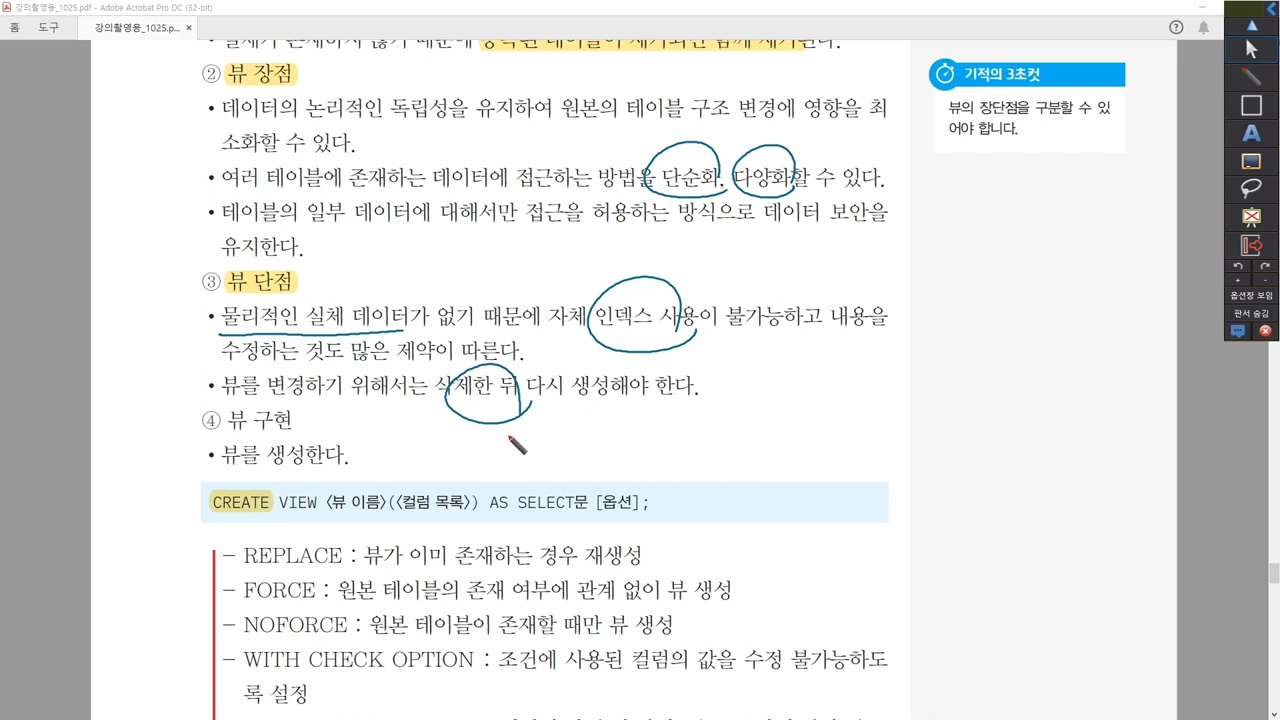 강의촬영용_1025.pdf - Adobe Acrobat Pro DC (32-bit)
홈 도구 강의촬영용_1025.p... ×
② 뷰 장점
• 데이터의 논리적인 독립성을 유지하여 원본의 테이블 구조 변경에 영향을 최
소화할 수 있다.
• 여러 테이블에 존재하는 데이터에 접근하는 방법을 단순화, 다양화할 수 있다.
• 테이블의 일부 데이터에 대해서만 접근을 허용하는 방식으로 데이터 보안을
유지한다.
③ 뷰 단점
• 물리적인 실체 데이터가 없기 때문에 자체 인덱스 사용이 불가능하고 내용을
수정하는 것도 많은 제약이 따른다.
• 뷰를 변경하기 위해서는 삭제한 뒤 다시 생성해야 한다.
④ 뷰 구현
• 뷰를 생성한다.
CREATE VIEW 〈뷰 이름〉(〈컬럼 목록〉) AS SELECT문 [옵션];
– REPLACE : 뷰가 이미 존재하는 경우 재생성
– FORCE : 원본 테이블의 존재 여부에 관계 없이 뷰 생성
– NOFORCE : 원본 테이블이 존재할 때만 뷰 생성
– WITH CHECK OPTION : 조건에 사용된 컬럼의 값을 수정 불가능하도
록 설정
기적의 3초컷
뷰의 장단점을 구분할 수 있
어야 합니다.
A
옵션장 보임
판서 숨김